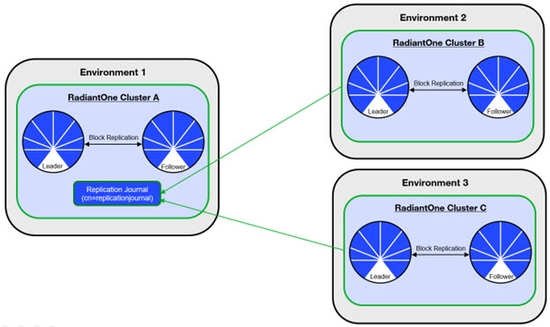 Environment 1
RadiantOne Cluster A
Block Replication
Leader
Follower
Replication Journal
(cn=replicationjournal)
Environment 2
RadiantOne Cluster B
Block Replication
Leader
Follower
Environment 3
RadiantOne Cluster C
Block Replication
Leader
Follower